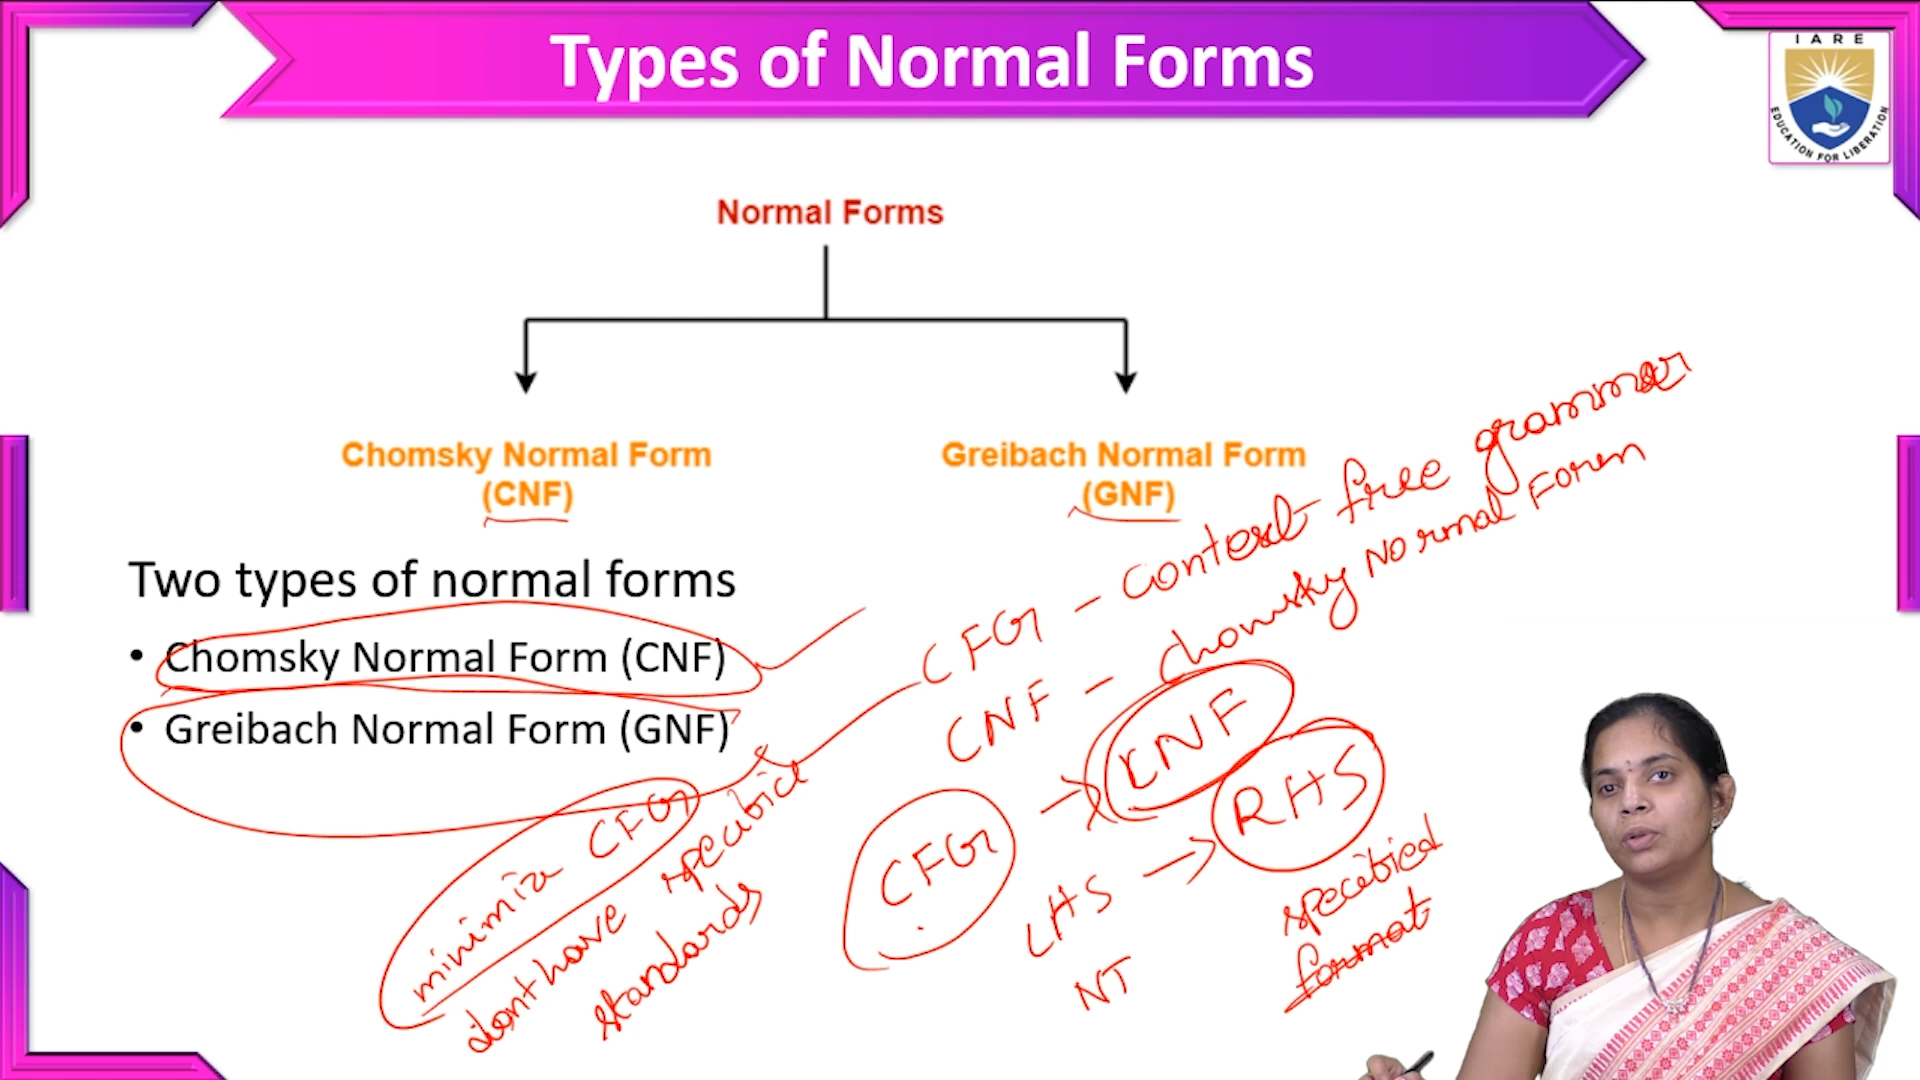 Types of Normal Forms
IARE
EDUCATION FOR LIBERATION
Normal Forms
Chomsky Normal Form
(CNF)
Greibach Normal Form
(GNF)
Two types of normal forms
• Chomsky Normal Form (CNF)
• Greibach Normal Form (GNF)
CFG - context free grammar
CNF - chomsky Normal Form
CFG → CNF
LHS → RHS
NT
specified
format
CFG
dont have specific
standards